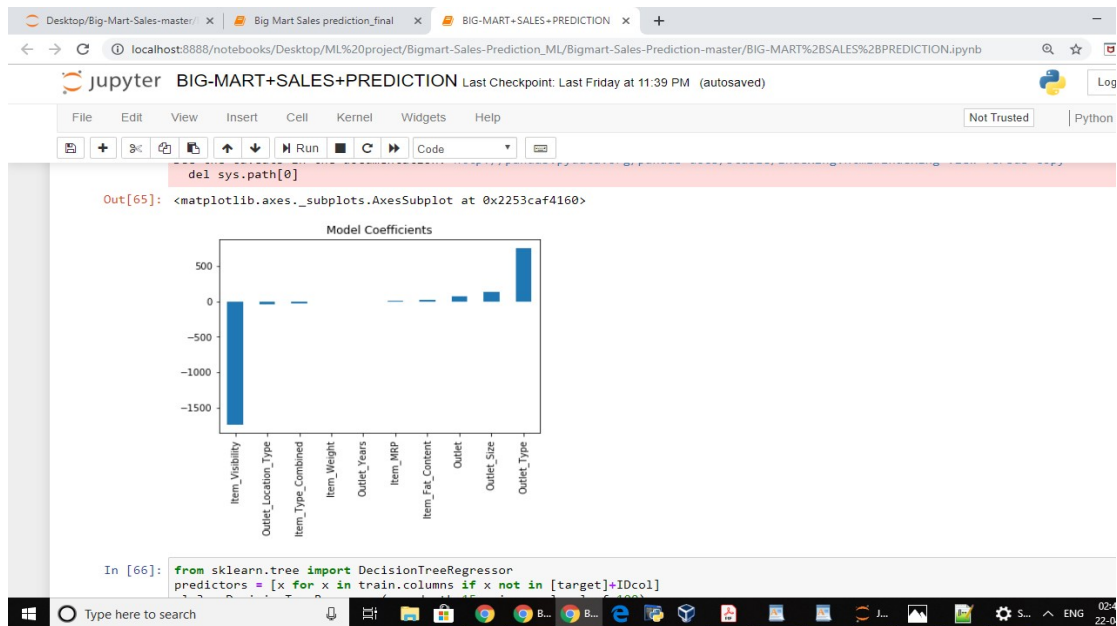 Desktop/Big-Mart-Sales-master/ Big Mart Sales prediction_final BIG-MART+SALES+PREDICTION
localhost:8888/notebooks/Desktop/ML%20project/Bigmart-Sales-Prediction_ML/Bigmart-Sales-Prediction-master/BIG-MART%2BSALES%2BPREDICTION.ipynb
jupyter BIG-MART+SALES+PREDICTION Last Checkpoint: Last Friday at 11:39 PM (autosaved)
Log
File Edit View Insert Cell Kernel Widgets Help Not Trusted Python
Run Code
del sys.path[0]
Out[65]: <matplotlib.axes._subplots.AxesSubplot at 0x2253caf4160>
Model Coefficients
500
0
−500
−1000
−1500
Item_Visibility
Outlet_Location_Type
Item_Type_Combined
Item_Weight
Outlet_Years
Item_MRP
Item_Fat_Content
Outlet
Outlet_Size
Outlet_Type
In [66]: from sklearn.tree import DecisionTreeRegressor
predictors = [x for x in train.columns if x not in [target]+IDcol]
Type here to search B... B... J... S... ENG